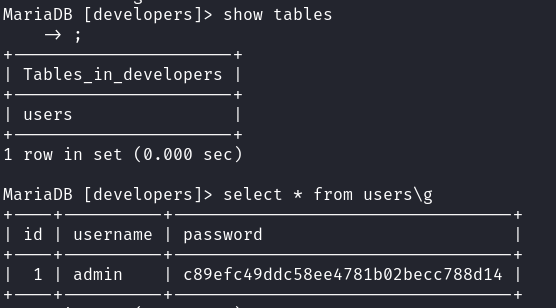 MariaDB [developers]> show tables
    -> ;
+----------------------+
| Tables_in_developers |
+----------------------+
| users                |
+----------------------+
1 row in set (0.000 sec)
MariaDB [developers]> select * from users\g
+----+----------+----------------------------------+
| id | username | password                         |
+----+----------+----------------------------------+
|  1 | admin    | c89efc49ddc58ee4781b02becc788d14 |
+----+----------+----------------------------------+